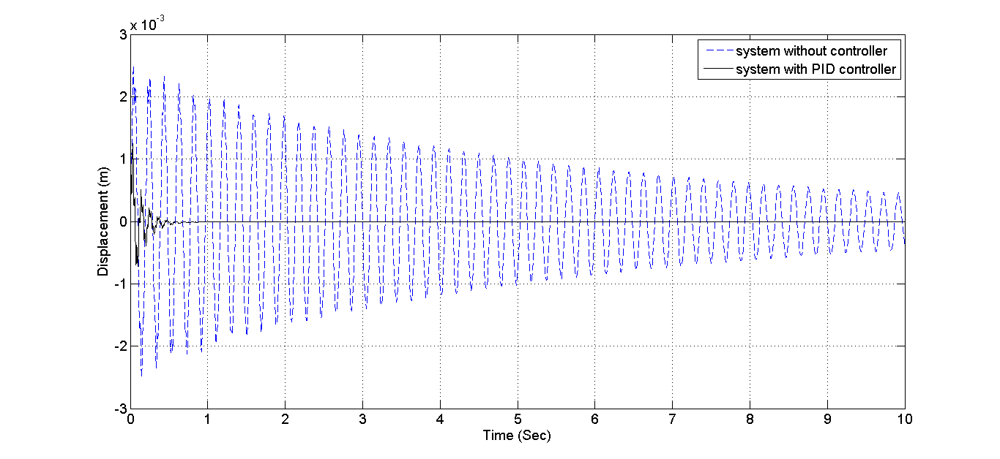 x 10-3
3
2
1
0
-1
-2
-3
Displacement (m)
system without controller
system with PID controller
0 1 2 3 4 5 6 7 8 9 10
Time (Sec)